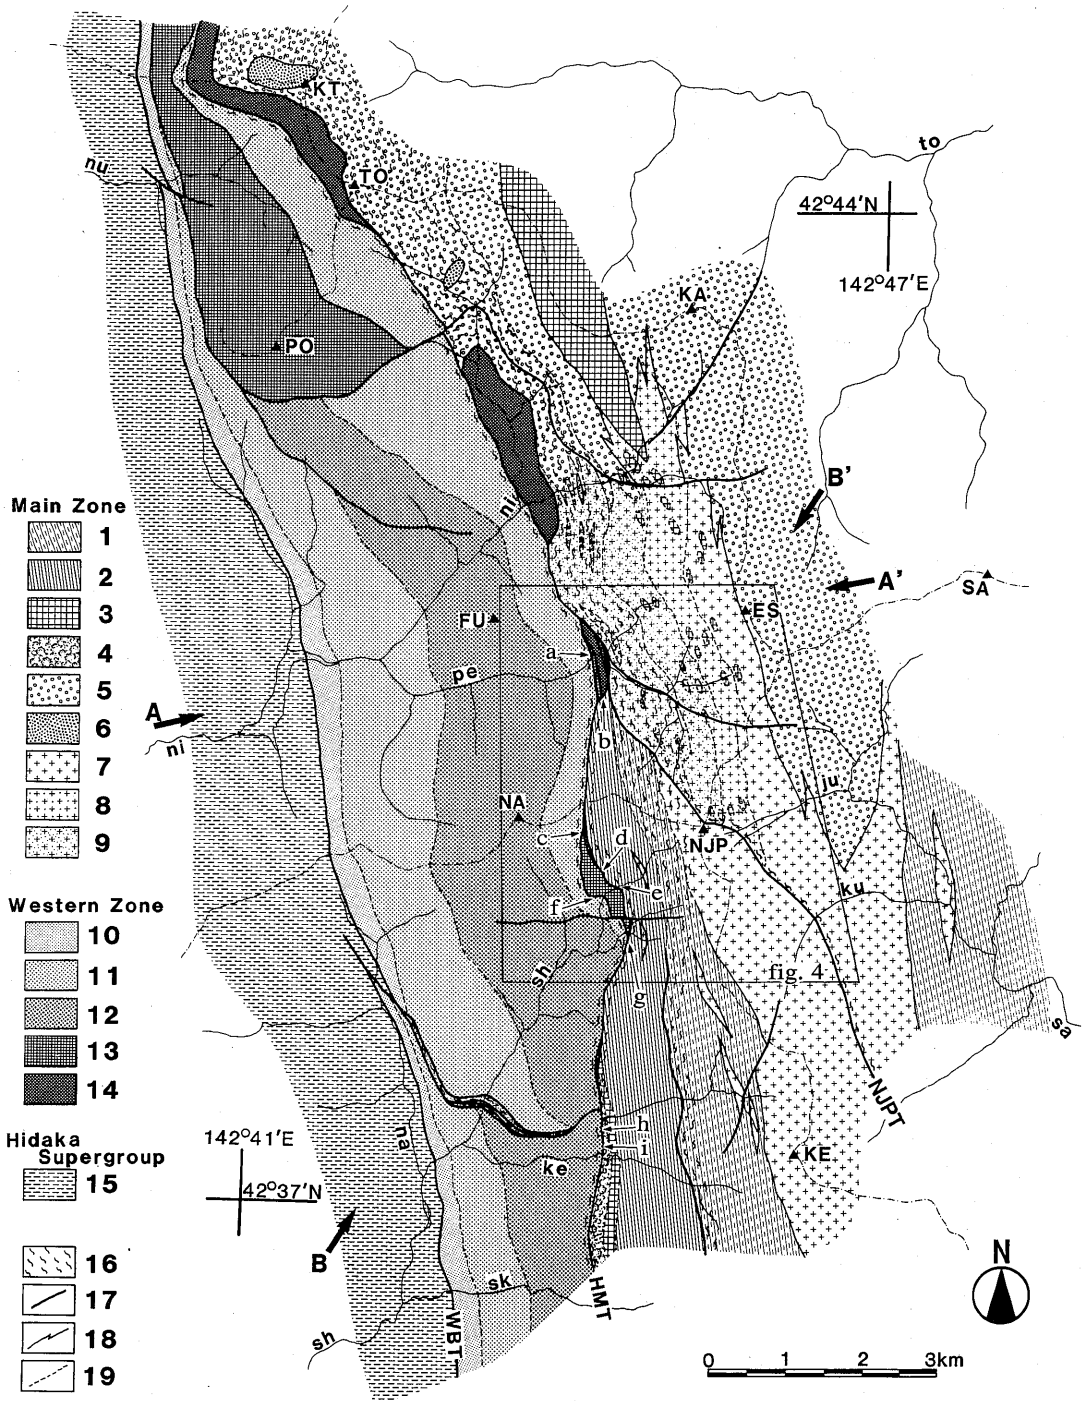 KT
to
nu
TO
42°44'N
142°47'E
KA
PO
B'
nu
Main Zone
1
2
3
4
5
6
7
8
9
A'
SA
ES
FU
a
pe
A
ni
b
ju
NA
c
d
NJP
e
ku
f
sh
fig. 4
g
sa
Western Zone
10
11
12
13
14
NJPT
Hidaka
Supergroup
15
142°41'E
42°37'N
na
h
i
ke
KE
B
16
17
18
19
sk
HMT
WBT
sh
N
0 1 2 3km